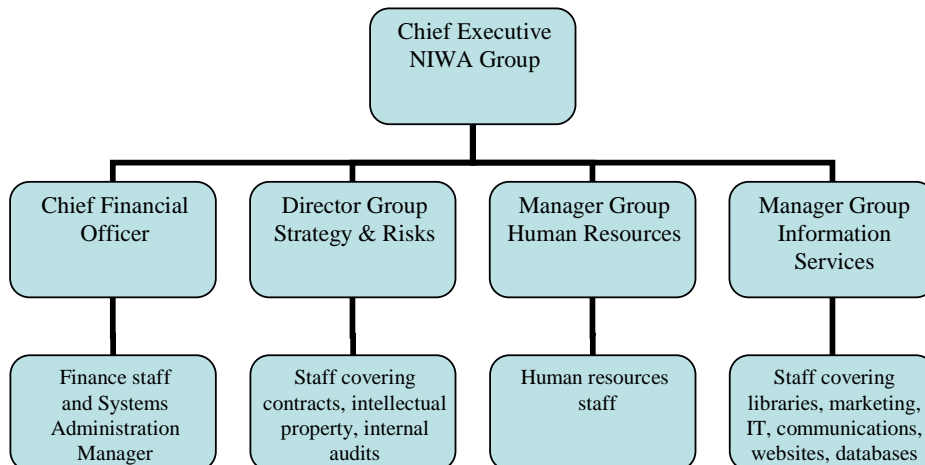 Chief Executive
NIWA Group
Chief Financial
Officer
Director Group
Strategy & Risks
Manager Group
Human Resources
Manager Group
Information
Services
Finance staff
and Systems
Administration
Manager
Staff covering
contracts, intellectual
property, internal
audits
Human resources
staff
Staff covering
libraries, marketing,
IT, communications,
websites, databases